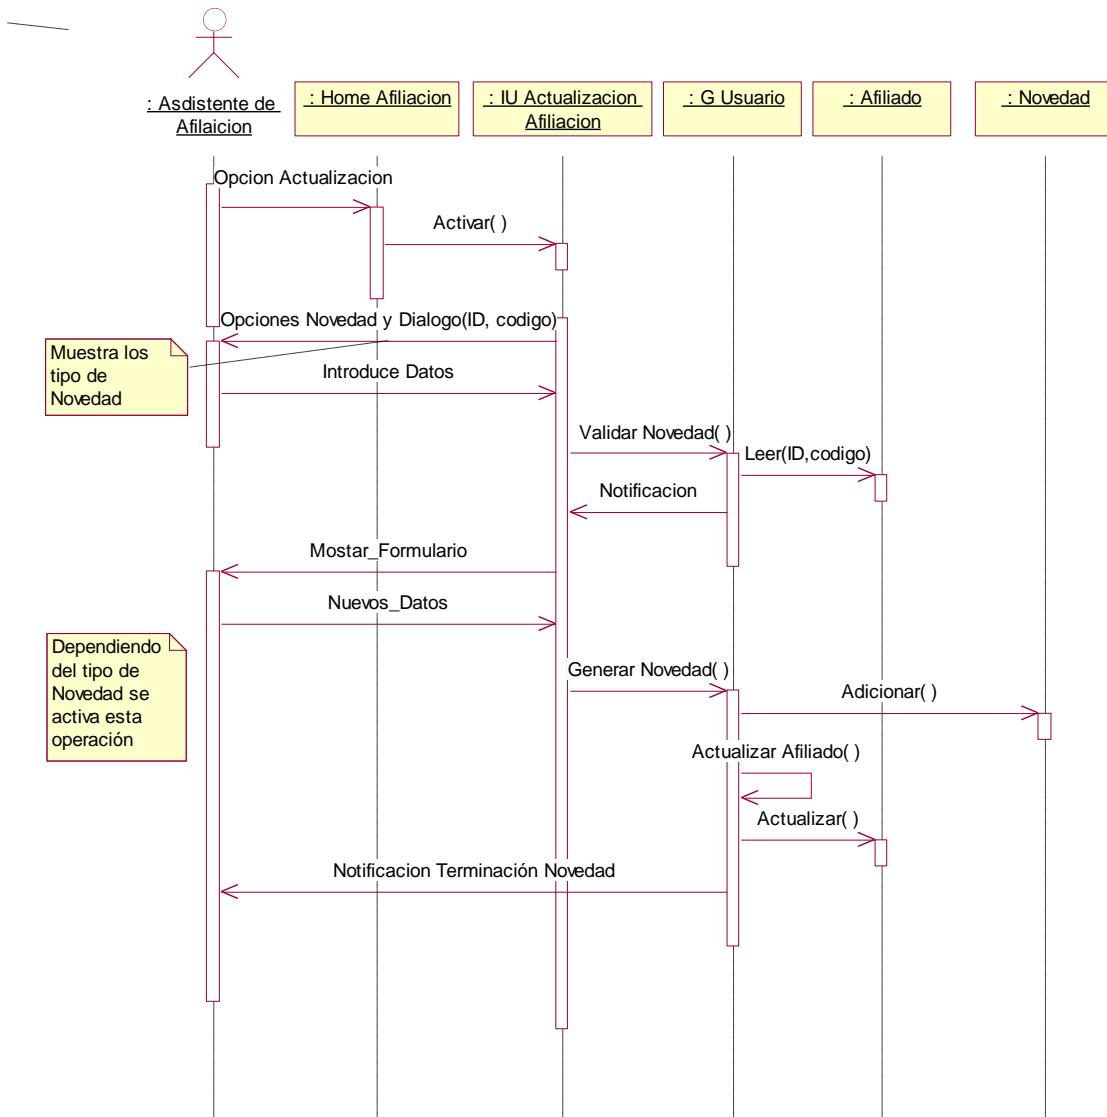 : Asdistente de
Afilaicion
: Home Afiliacion
: IU Actualizacion
Afiliacion
: G Usuario
: Afiliado
: Novedad
Opcion Actualizacion
Activar( )
Opciones Novedad y Dialogo(ID, codigo)
Muestra los
tipo de
Novedad
Introduce Datos
Validar Novedad( )
Leer(ID,codigo)
Notificacion
Mostar_Formulario
Nuevos_Datos
Dependiendo
del tipo de
Novedad se
activa esta
operación
Generar Novedad( )
Adicionar( )
Actualizar Afiliado( )
Actualizar( )
Notificacion Terminación Novedad